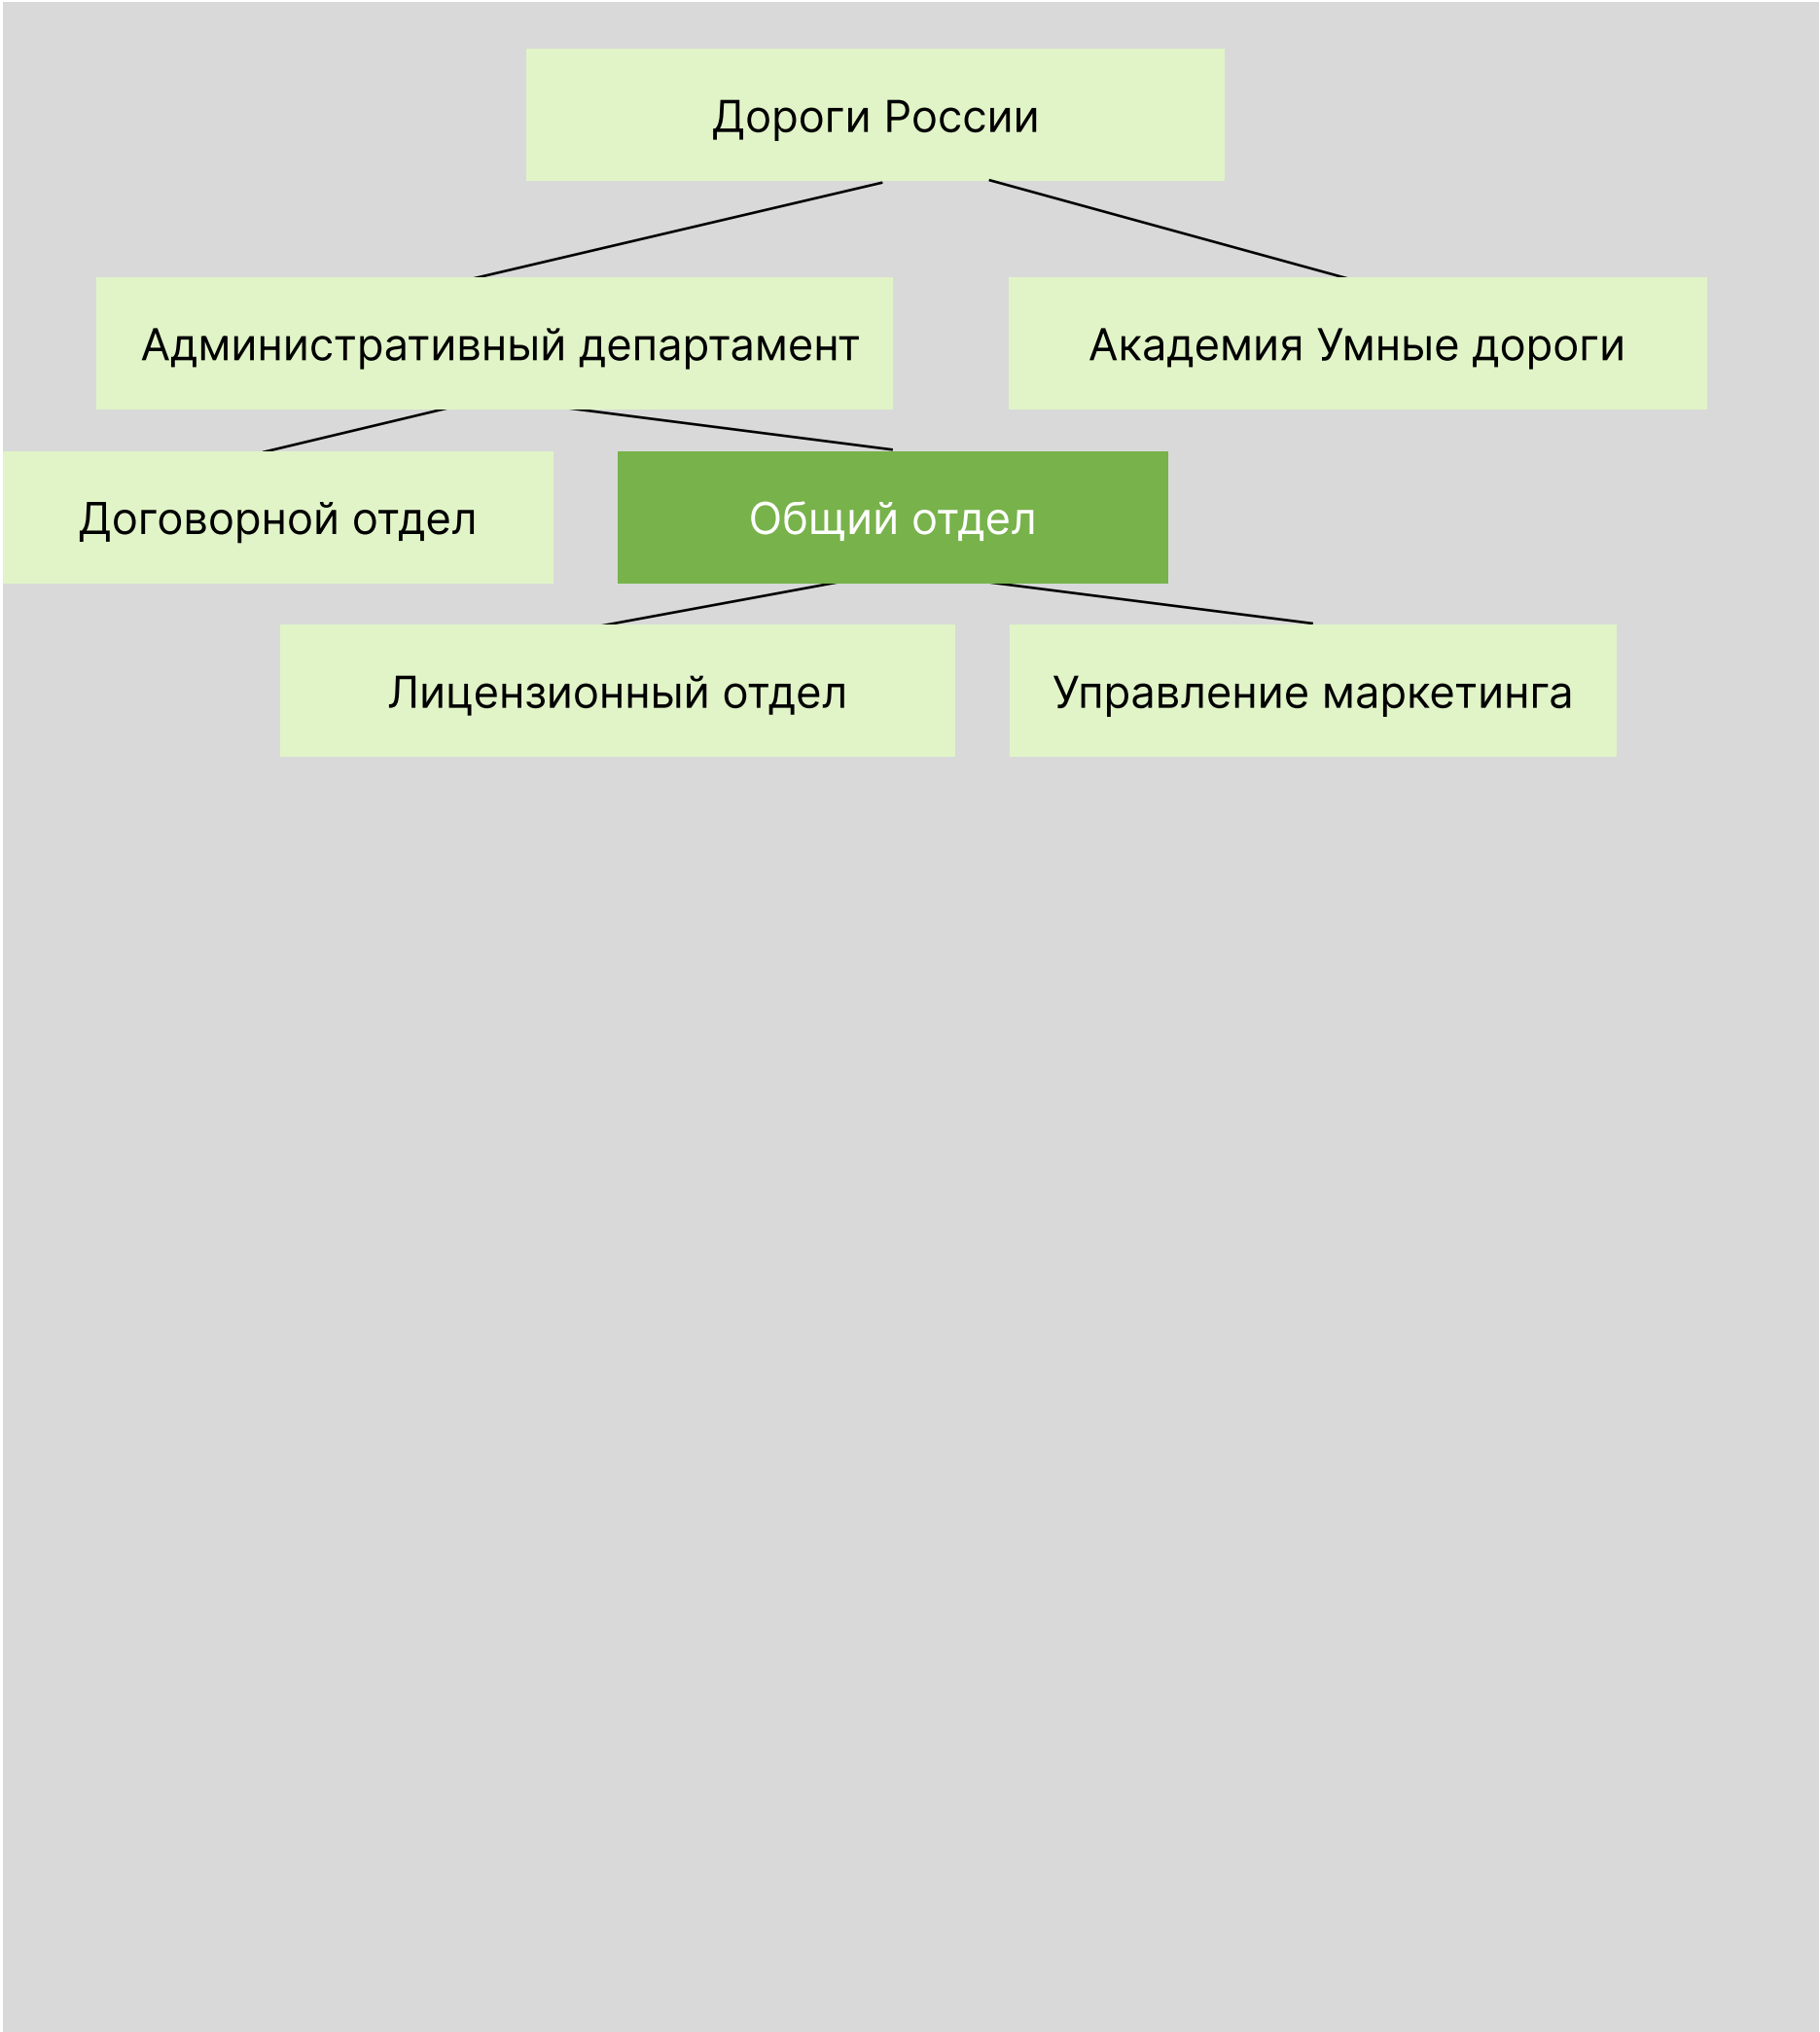 Дороги России
Административный департамент
Академия Умные дороги
Договорной отдел
Общий отдел
Лицензионный отдел
Управление маркетинга